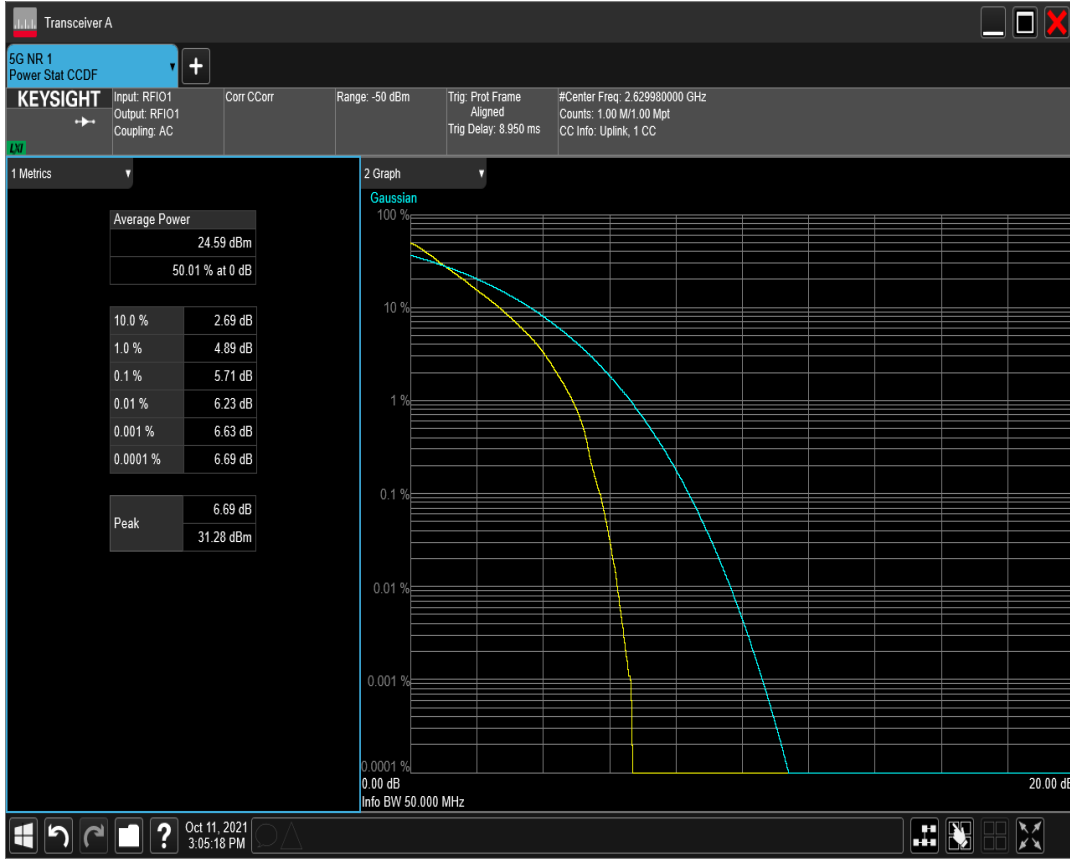 Transceiver A
5G NR 1
Power Stat CCDF
KEYSIGHT
LXI
Input: RFIO1
Output: RFIO1
Coupling: AC
Corr CCorr
Range: -50 dBm
Trig: Prot Frame
Aligned
Trig Delay: 8.950 ms
#Center Freq: 2.629980000 GHz
Counts: 1.00 M/1.00 Mpt
CC Info: Uplink, 1 CC
1 Metrics
Average Power
24.59 dBm
50.01 % at 0 dB
10.0 % 2.69 dB
1.0 % 4.89 dB
0.1 % 5.71 dB
0.01 % 6.23 dB
0.001 % 6.63 dB
0.0001 % 6.69 dB
Peak 6.69 dB
31.28 dBm
2 Graph
Gaussian
100 %
10 %
1 %
0.1 %
0.01 %
0.001 %
0.0001 %
0.00 dB 20.00 dB
Info BW 50.000 MHz
?
Oct 11, 2021
3:05:18 PM